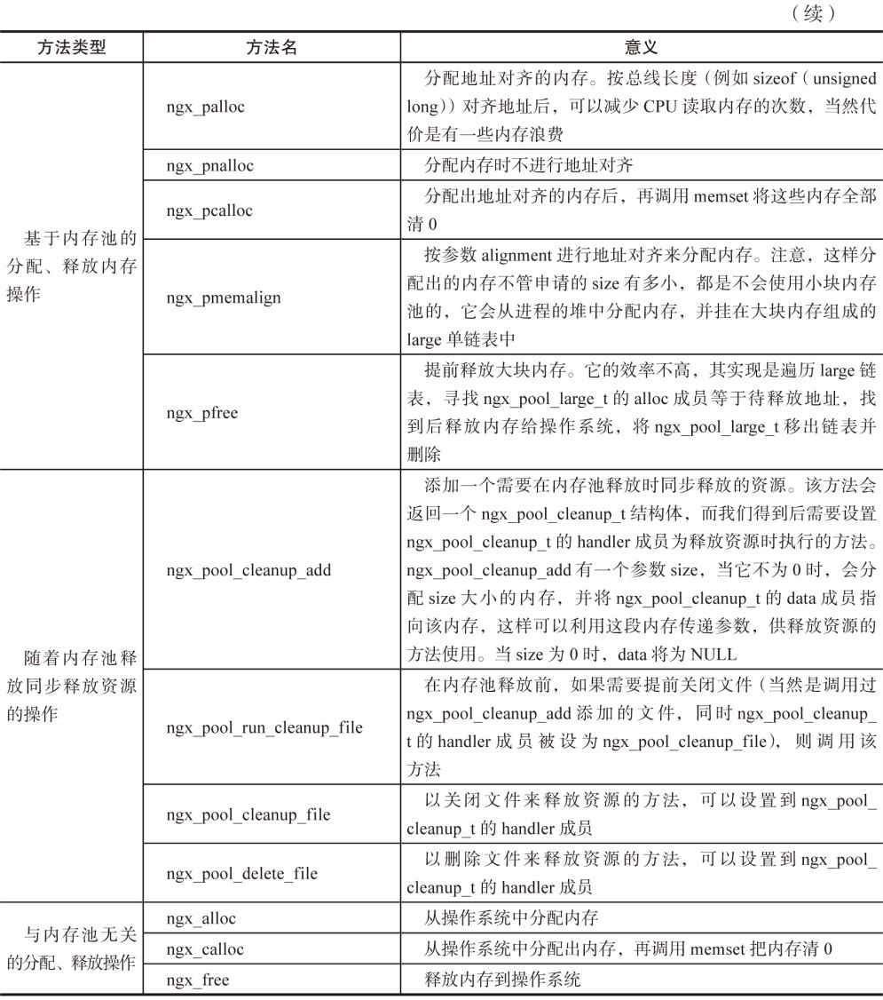 （续）
方法类型 方法名 意义
基于内存池的
分配、释放内存
操作
ngx_palloc
分配地址对齐的内存。按总线长度（例如 sizeof（unsigned
long））对齐地址后，可以减少 CPU 读取内存的次数，当然代
价是有一些内存浪费
ngx_pnalloc
分配内存时不进行地址对齐
ngx_pcalloc
分配出地址对齐的内存后，再调用 memset 将这些内存全部
清 0
ngx_pmemalign
按参数 alignment 进行地址对齐来分配内存。注意，这样分
配出的内存不管申请的 size 有多小，都是不会使用小块内存
池的，它会从进程的堆中分配内存，并挂在大块内存组成的
large 单链表中
ngx_pfree
提前释放大块内存。它的效率不高，其实现是遍历 large 链
表，寻找 ngx_pool_large_t 的 alloc 成员等于待释放地址，找
到后释放内存给操作系统，将 ngx_pool_large_t 移出链表并
删除
随着内存池释
放同步释放资源
的操作
ngx_pool_cleanup_add
添加一个需要在内存池释放时同步释放的资源。该方法会
返回一个 ngx_pool_cleanup_t 结构体，而我们得到后需要设置
ngx_pool_cleanup_t 的 handler 成员为释放资源时执行的方法。
ngx_pool_cleanup_add 有一个参数 size，当它不为 0 时，会分
配 size 大小的内存，并将 ngx_pool_cleanup_t 的 data 成员指
向该内存，这样可以利用这段内存传递参数，供释放资源的
方法使用。当 size 为 0 时，data 将为 NULL
ngx_pool_run_cleanup_file
在内存池释放前，如果需要提前关闭文件（当然是调用过
ngx_pool_cleanup_add 添加的文件，同时 ngx_pool_cleanup_
t 的 handler 成员被设为 ngx_pool_cleanup_file），则调用该
方法
ngx_pool_cleanup_file
以关闭文件来释放资源的方法，可以设置到 ngx_pool_
cleanup_t 的 handler 成员
ngx_pool_delete_file
以删除文件来释放资源的方法，可以设置到 ngx_pool_
cleanup_t 的 handler 成员
与内存池无关
的分配、释放操作
ngx_alloc
从操作系统中分配内存
ngx_calloc
从操作系统中分配出内存，再调用 memset 把内存清 0
ngx_free
释放内存到操作系统